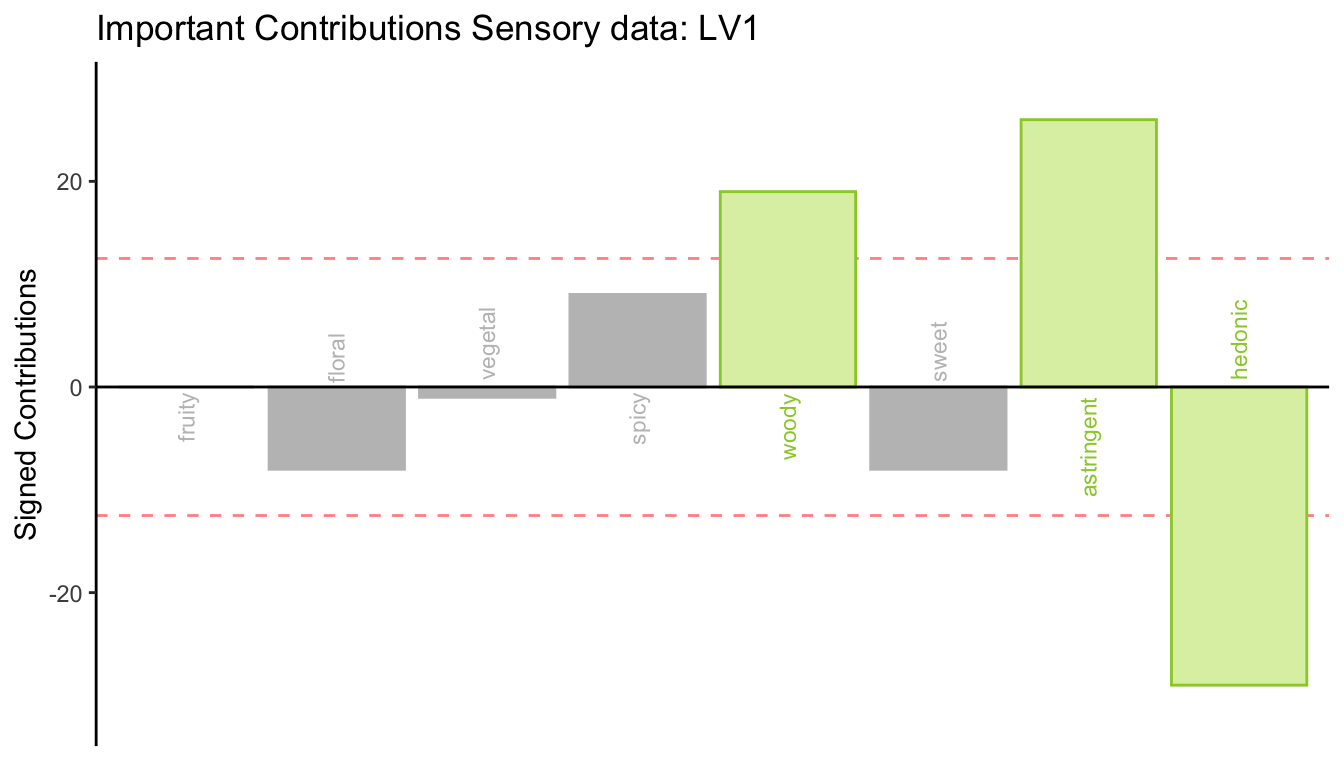 Important Contributions Sensory data: LV1
Signed Contributions
20
0
-20
fruity
floral
vegetal
spicy
woody
sweet
astringent
hedonic